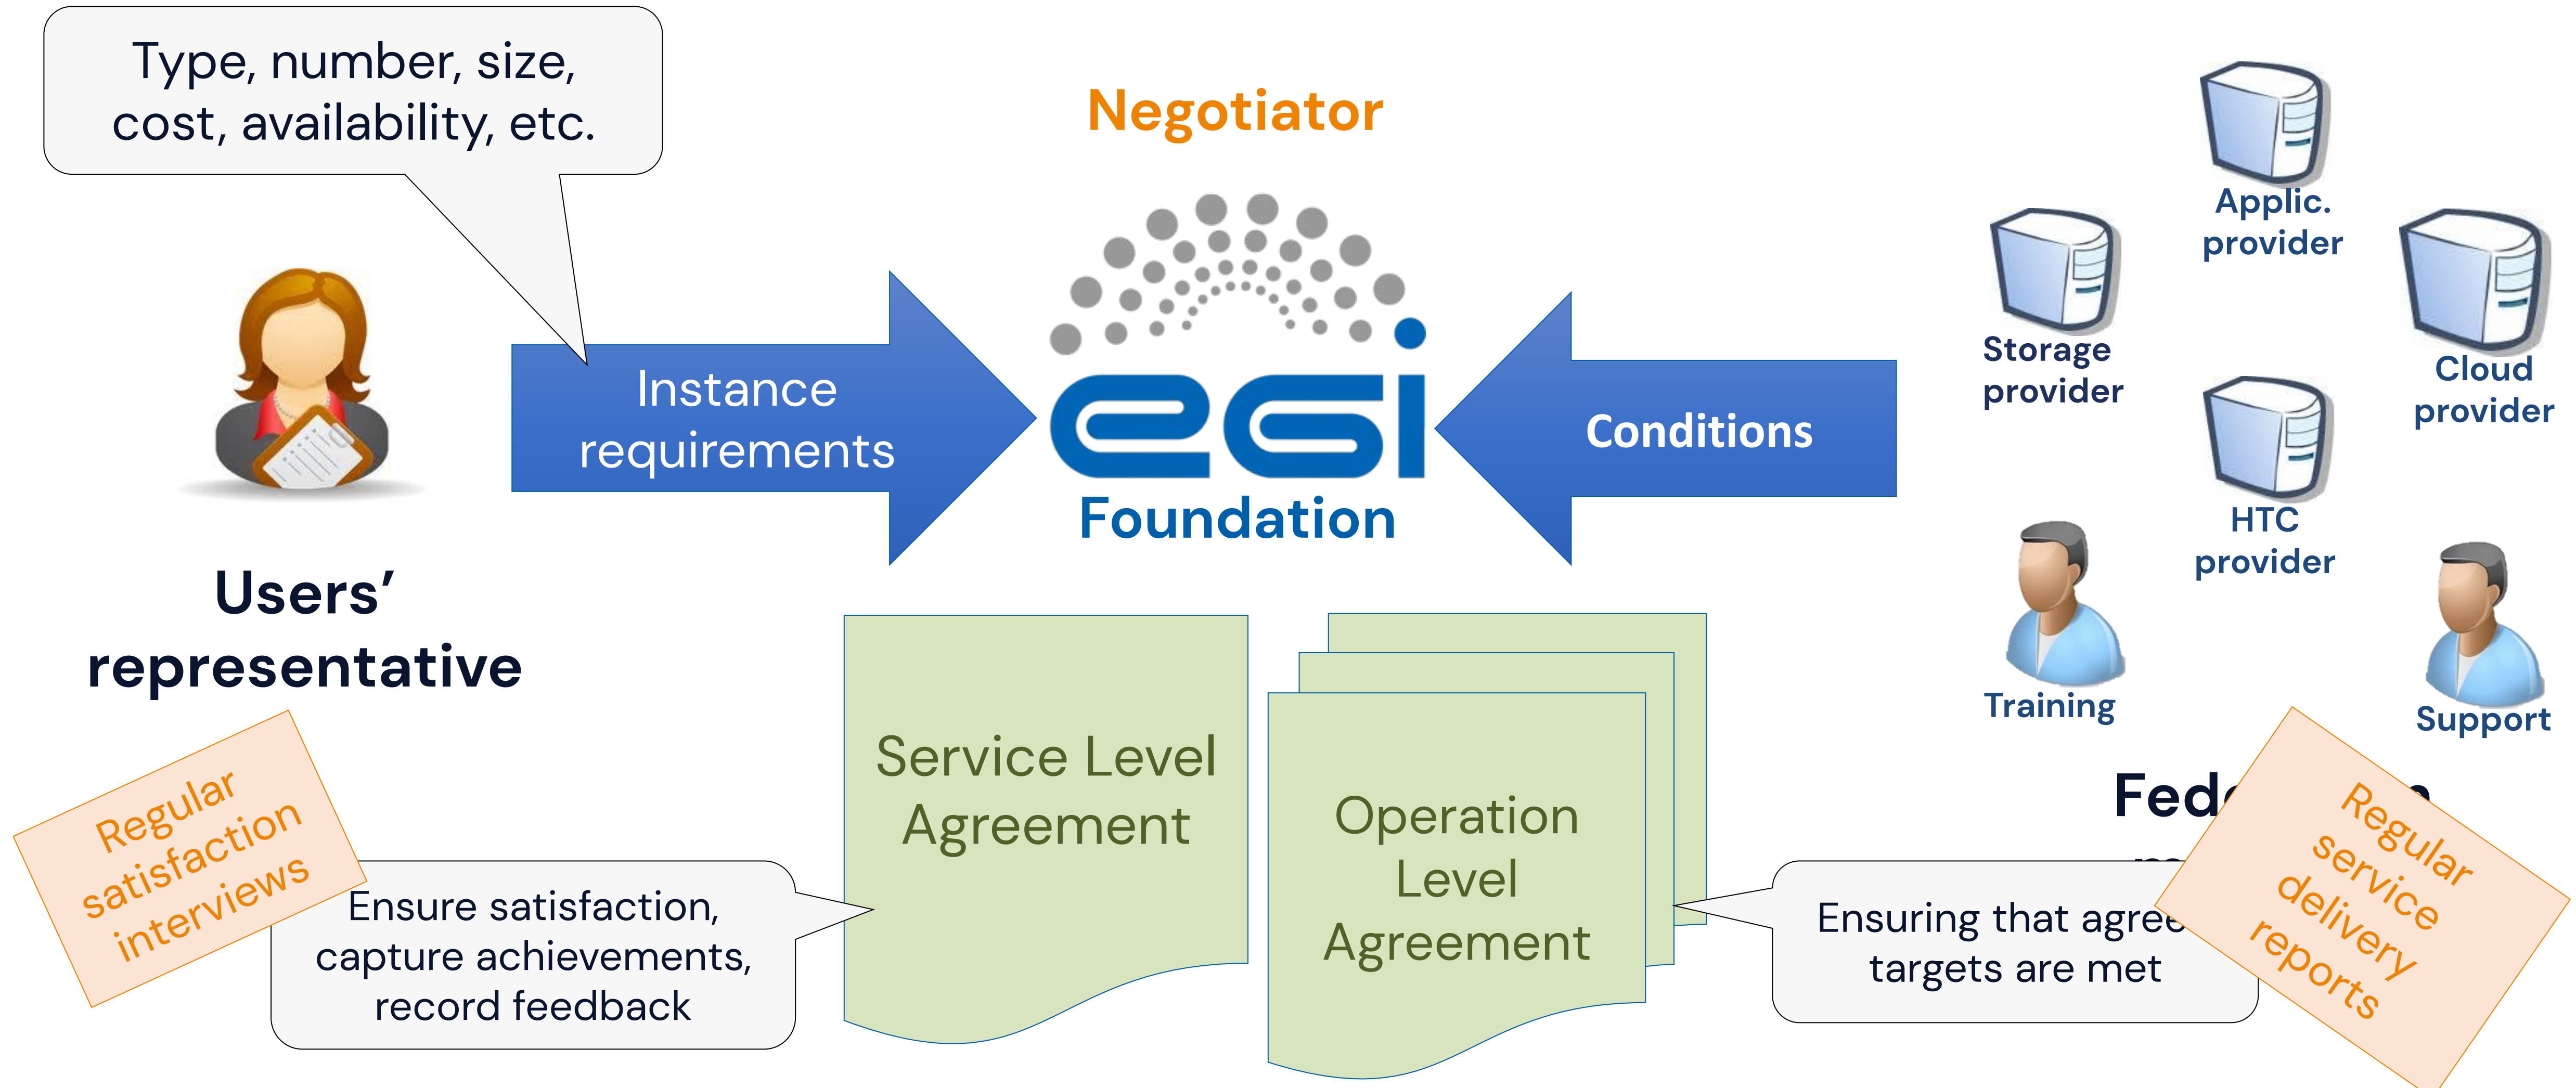 Type, number, size,
cost, availability, etc.
Negotiator
Applic.
provider
Storage
provider
Cloud
provider
Instance
requirements
egi
Foundation
Conditions
HTC
provider
Users’
representative
Training
Support
Service Level
Agreement
Operation
Level
Agreement
Regular
satisfaction
interviews
Ensure satisfaction,
capture achievements,
record feedback
Ensuring that
targets are met
Regular
service
delivery
reports